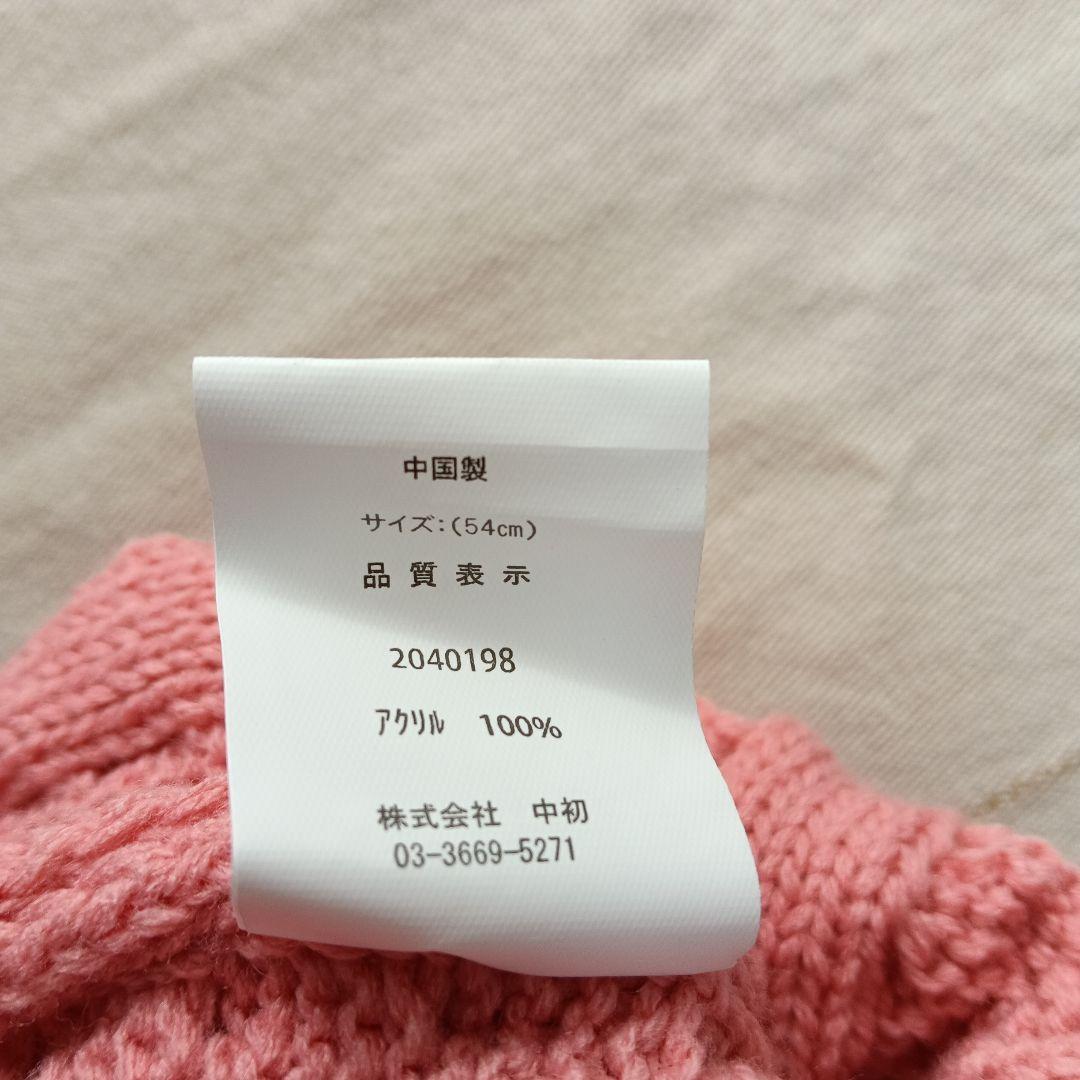 中国製
サイズ:(54cm)
品質表示
2040198
アクリル 100%
株式会社 中初
03-3669-5271